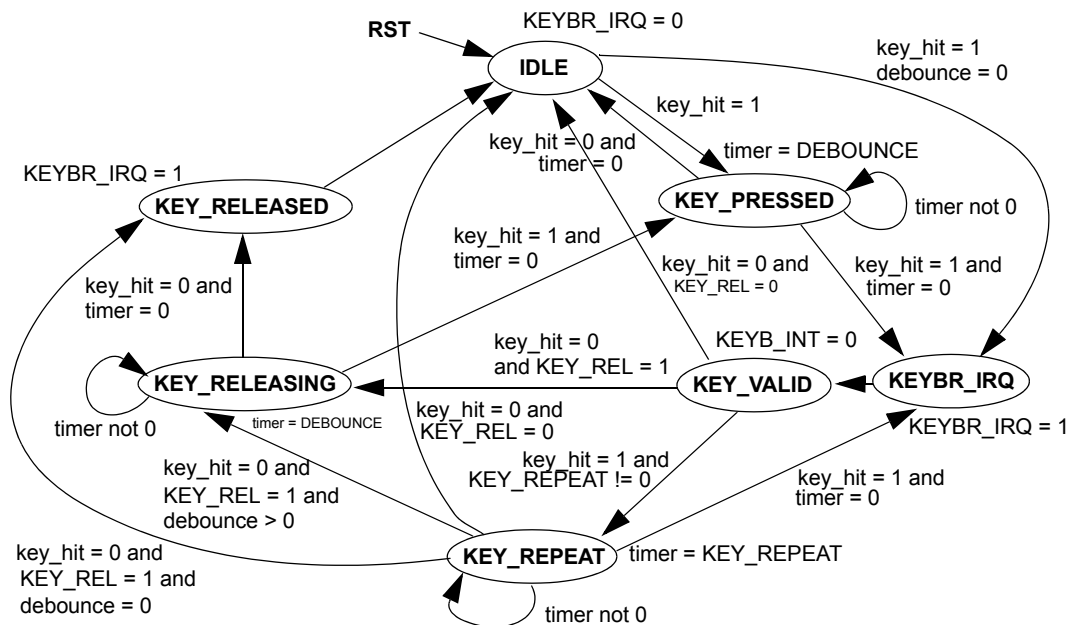 KEYBR_IRQ = 0
RST
IDLE
key_hit = 1
debounce = 0
key_hit = 1
key_hit = 0 and
timer = 0
timer = DEBOUNCE
KEYBR_IRQ = 1
KEY_RELEASED
KEY_PRESSED
timer not 0
key_hit = 1 and
timer = 0
key_hit = 0 and
KEY_REL = 0
key_hit = 1 and
timer = 0
key_hit = 0 and
timer = 0
key_hit = 0
and KEY_REL = 1
KEYB_INT = 0
KEY_RELEASING
KEY_VALID
KEYBR_IRQ
timer not 0
timer = DEBOUNCE
key_hit = 0 and
KEY_REL = 0
KEYBR_IRQ = 1
key_hit = 0 and
KEY_REL = 1 and
debounce > 0
key_hit = 1 and
KEY_REPEAT != 0
key_hit = 1 and
timer = 0
key_hit = 0 and
KEY_REL = 1 and
debounce = 0
KEY_REPEAT
timer = KEY_REPEAT
timer not 0